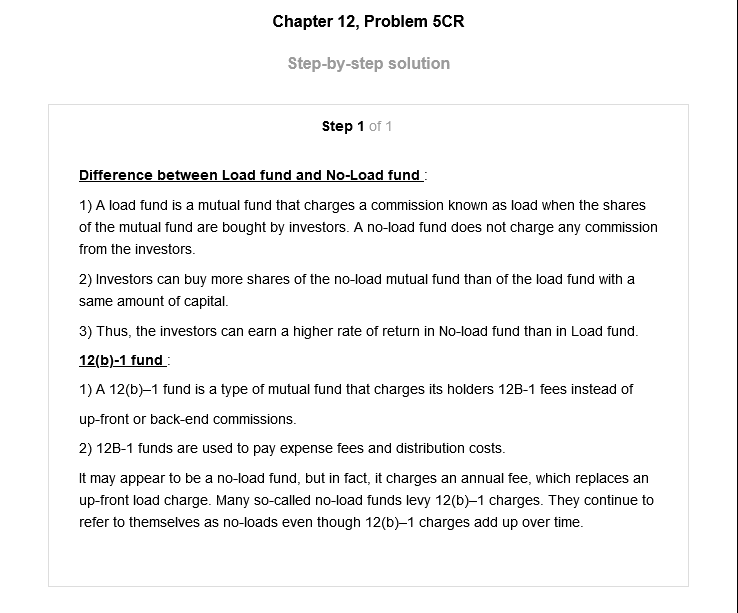 Chapter 12, Problem 5CR
Step-by-step solution
Step 1 of 1
Difference between Load fund and No-Load fund :
1) A load fund is a mutual fund that charges a commission known as load when the shares
of the mutual fund are bought by investors. A no-load fund does not charge any commission
from the investors.
2) Investors can buy more shares of the no-load mutual fund than of the load fund with a
same amount of capital.
3) Thus, the investors can earn a higher rate of return in No-load fund than in Load fund.
12(b)-1 fund :
1) A 12(b)–1 fund is a type of mutual fund that charges its holders 12B-1 fees instead of
up-front or back-end commissions.
2) 12B-1 funds are used to pay expense fees and distribution costs.
It may appear to be a no-load fund, but in fact, it charges an annual fee, which replaces an
up-front load charge. Many so-called no-load funds levy 12(b)–1 charges. They continue to
refer to themselves as no-loads even though 12(b)–1 charges add up over time.